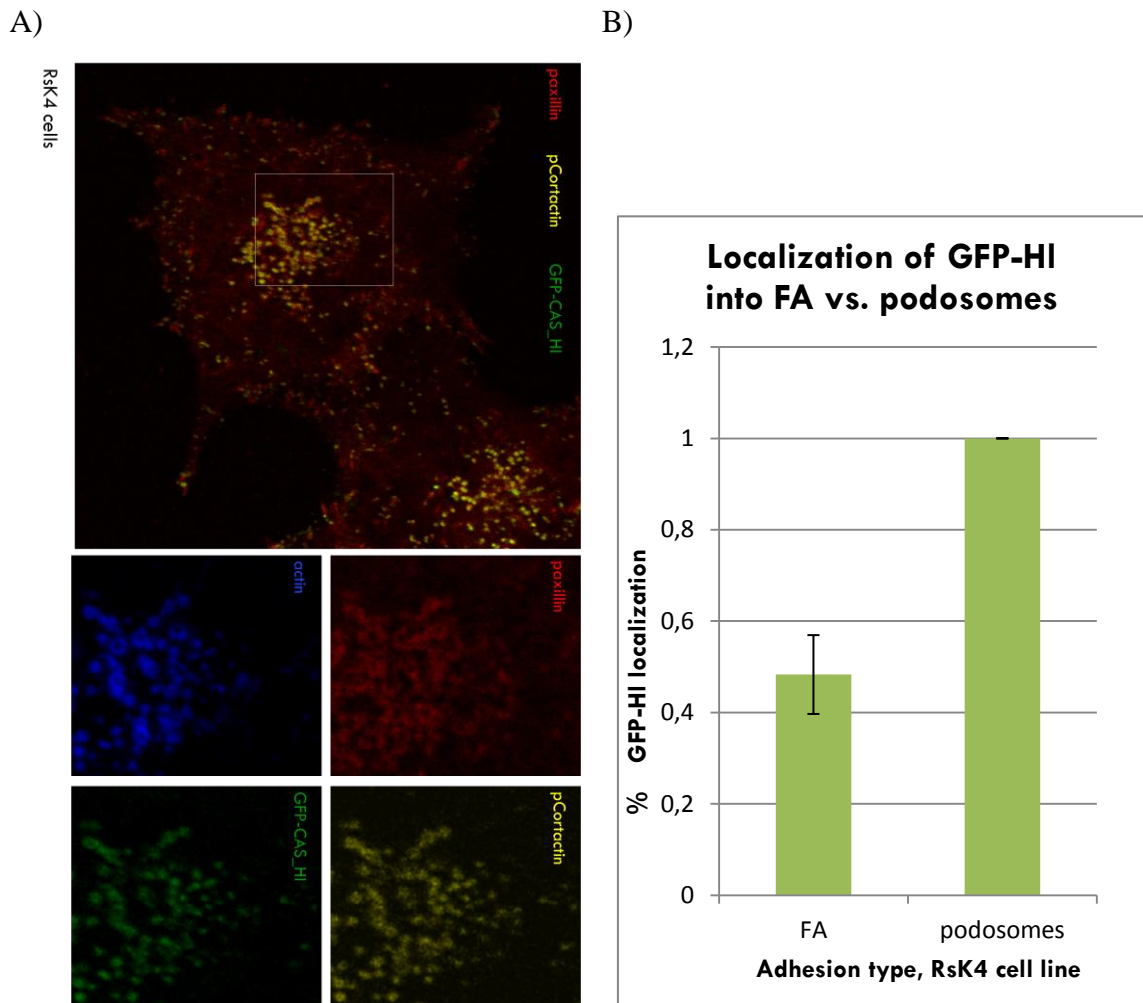 A)
B)
RsK4 cells
paxillin
pCortactin
GFP-CAS_HI
actin
paxillin
GFP-CAS_HI
pCortactin
Localization of GFP-HI
into FA vs. podosomes
% GFP-HI localization
1,2
1
0,8
0,6
0,4
0,2
0
FA
podosomes
Adhesion type, RsK4 cell line